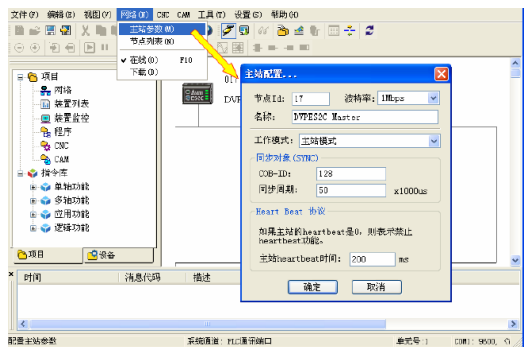 文件(F) 编辑(E) 视图(V) 网络(N) CNC CAM 工具(T) 设置(S) 帮助(H)
主站参数(M)
节点列表(N)
在线(O) F10
下载(D)
项目
网络
装置列表
装置监控
程序
CNC
CAM
指令库
单轴功能
多轴功能
应用功能
逻辑功能
项目
设备
017
DVPE
主站配置...
节点Id: 17 波特率: 1Mbps
名称: DVPES2C Master
工作模式: 主站模式
同步对象(SYNC)
COB-ID: 128
同步周期: 50 x1000us
Heart Beat 协议
如果主站的heartbeat是0, 则表示禁止
heartbeat功能。
主站heartbeat时间: 200 ms
确定 取消
时间 消息代码 描述
配置主站参数 系统通道: PLC通讯端口 单元号:1 COM1: 9600,